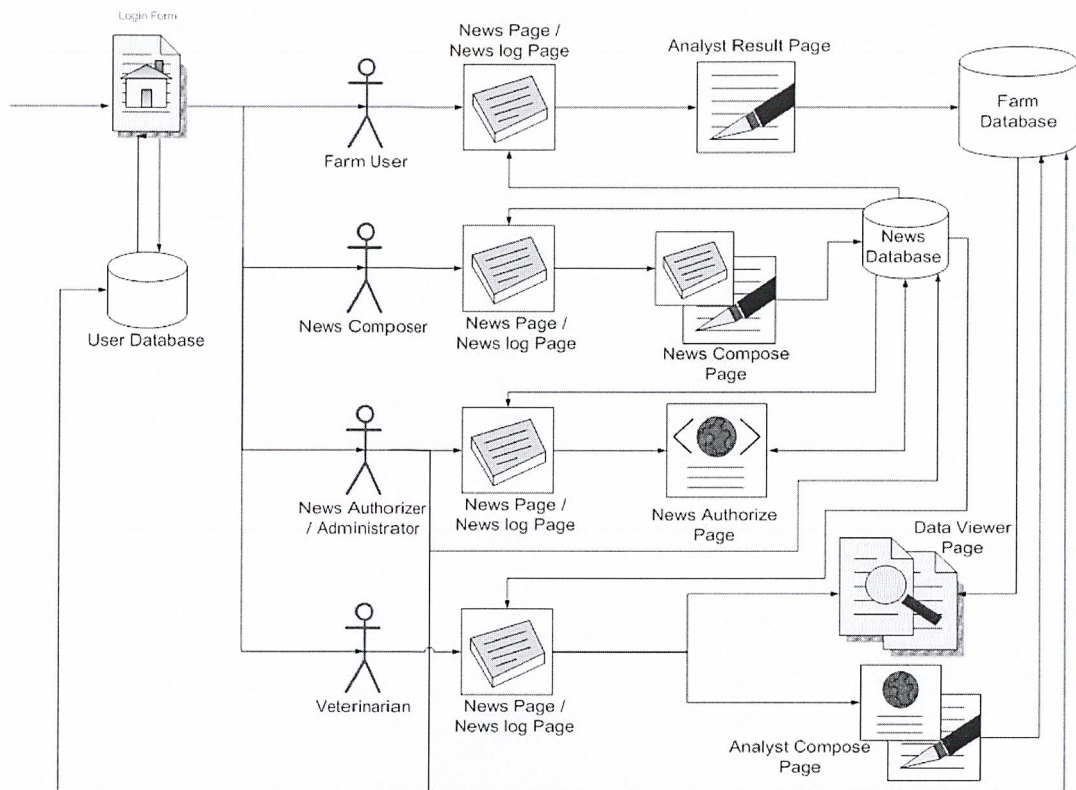 Login Form
News Page /
News log Page
Analyst Result Page
Farm
Database
Farm User
News
Database
User Database
News Composer
News Page /
News log Page
News Compose
Page
News Authorizer
/ Administrator
News Page /
News log Page
News Authorize
Page
Data Viewer
Page
Veterinarian
News Page /
News log Page
Analyst Compose
Page